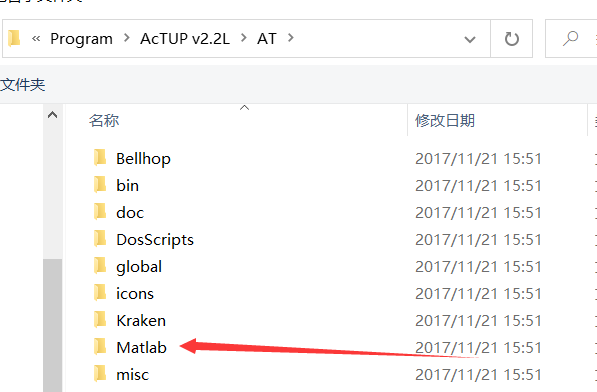 « Program > AcTUP v2.2L > AT >
文件夹
名称 修改日期
Bellhop 2017/11/21 15:51
bin 2017/11/21 15:51
doc 2017/11/21 15:51
DosScripts 2017/11/21 15:51
global 2017/11/21 15:51
icons 2017/11/21 15:51
Kraken 2017/11/21 15:51
Matlab 2017/11/21 15:51
misc 2017/11/21 15:51